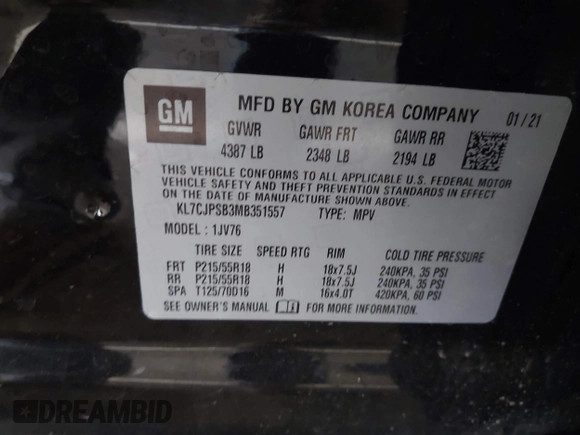 GM
MFD BY GM KOREA COMPANY 01/21
GVWR GAWR FRT GAWR RR
4387 LB 2348 LB 2194 LB
THIS VEHICLE CONFORMS TO ALL APPLICABLE U.S. FEDERAL MOTOR
VEHICLE SAFETY AND THEFT PREVENTION STANDARDS IN EFFECT
ON THE DATE OF MANUFACTURE SHOWN ABOVE.
KL7CJPSB3MB351557 TYPE: MPV
MODEL : 1JV76
TIRE SIZE SPEED RTG RIM COLD TIRE PRESSURE
FRT P215/55R18 H 18x7.5J 240KPA, 35 PSI
RR P215/55R18 H 18x7.5J 240KPA, 35 PSI
SPA T125/70D16 M 16x4.0T 420KPA, 60 PSI
SEE OWNER'S MANUAL FOR MORE INFORMATION.
DREAMBID